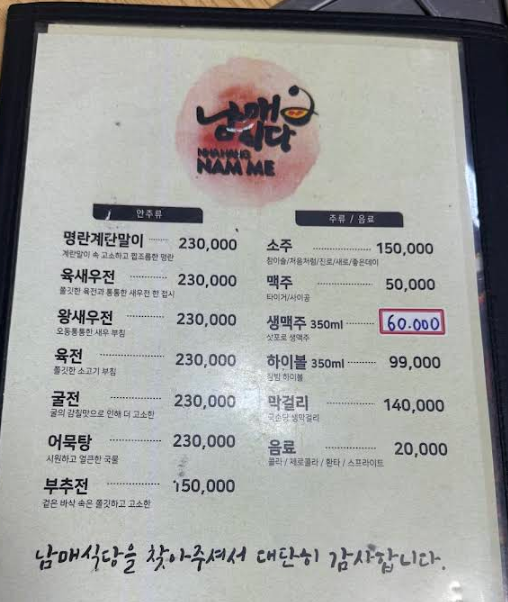 남매식당
NHA HANG
NAM ME
안주류
명란계란말이 230,000
계란말이 속 고소하고 짭조름한 명란
육새우전 230,000
쫄깃한 육전과 통통한 새우전 한 접시
왕새우전 230,000
오동통통한 새우 부침
육전 230,000
쫄깃한 소고기 부침
굴전 230,000
굴의 감칠맛으로 인해 더 고소한
어묵탕 230,000
시원하고 얼큰한 국물
부추전 150,000
겉은 바삭 속은 쫄깃하고 고소한
주류 / 음료
소주 150,000
참이슬/처음처럼/진로/새로/좋은데이
맥주 50,000
타이거/사이공
생맥주 350ml 60.000
삿포로 생맥주
하이볼 350ml 99,000
짐빔 하이볼
막걸리 140,000
국순당 생막걸리
음료 20,000
콜라 / 제로콜라 / 환타 / 스프라이트
남매식당을 찾아주셔서 대단히 감사합니다.